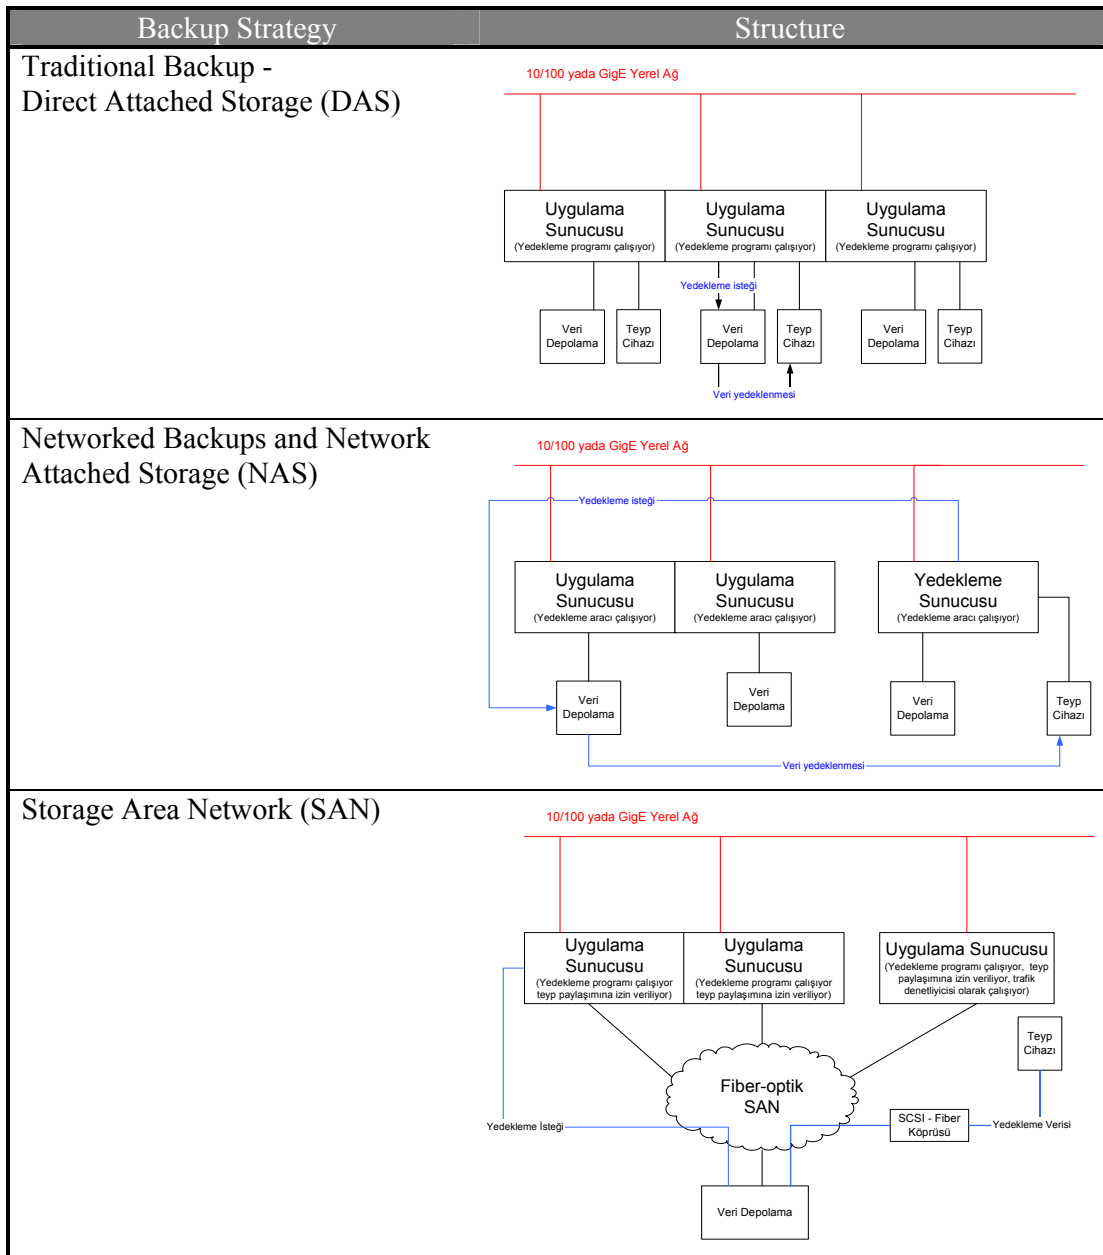 Backup Strategy
Structure
Traditional Backup -
Direct Attached Storage (DAS)
10/100 yada GigE Yerel Ağ
Uygulama
Sunucusu
(Yedekleme programı çalışıyor)
Uygulama
Sunucusu
(Yedekleme programı çalışıyor)
Uygulama
Sunucusu
(Yedekleme programı çalışıyor)
Yedekleme isteği
Veri
Depolama
Teyp
Cihazı
Veri
Depolama
Teyp
Cihazı
Veri
Depolama
Teyp
Cihazı
Veri yedeklenmesi
Networked Backups and Network
Attached Storage (NAS)
10/100 yada GigE Yerel Ağ
Yedekleme isteği
Uygulama
Sunucusu
(Yedekleme aracı çalışıyor)
Uygulama
Sunucusu
(Yedekleme aracı çalışıyor)
Yedekleme
Sunucusu
(Yedekleme aracı çalışıyor)
Veri
Depolama
Veri
Depolama
Veri
Depolama
Teyp
Cihazı
Veri yedeklenmesi
Storage Area Network (SAN)
10/100 yada GigE Yerel Ağ
Uygulama
Sunucusu
(Yedekleme programı çalışıyor
teyp paylaşımına izin veriliyor)
Uygulama
Sunucusu
(Yedekleme programı çalışıyor
teyp paylaşımına izin veriliyor)
Uygulama Sunucusu
(Yedekleme programı çalışıyor, teyp
paylaşımına izin veriliyor, trafik
denetliyicisi olarak çalışıyor)
Teyp
Cihazı
Fiber-optik
SAN
Yedekleme İsteği
SCSI - Fiber
Köprüsü
Yedekleme Verisi
Veri Depolama